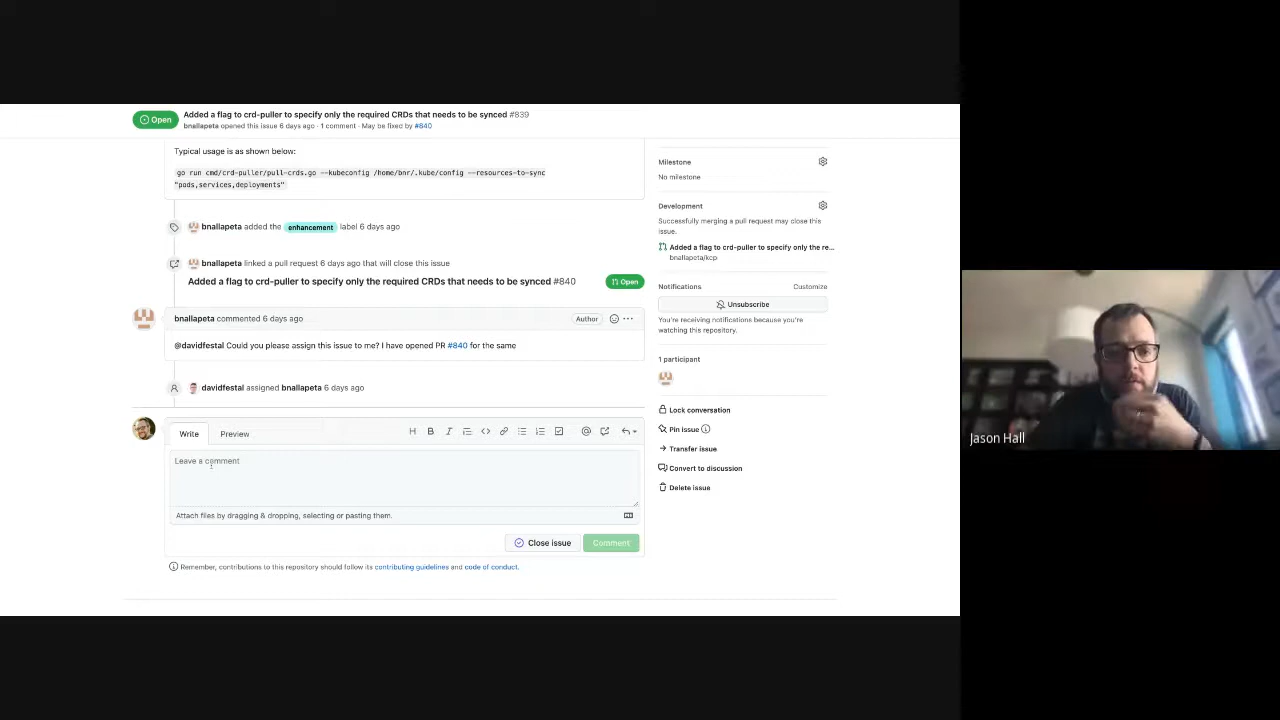 Open
Added a flag to crd-puller to specify only the required CRDs that needs to be synced #839
bnallapeta opened this issue 6 days ago · 1 comment · May be fixed by #840
Typical usage is as shown below:
go run cmd/crd-puller/pull-crds.go --kubeconfig /home/bnr/.kube/config --resources-to-sync
"pods,services,deployments"
bnallapeta added the enhancement label 6 days ago
bnallapeta linked a pull request 6 days ago that will close this issue
Added a flag to crd-puller to specify only the required CRDs that needs to be synced #840
Open
bnallapeta commented 6 days ago
Author
@davidfestal Could you please assign this issue to me? I have opened PR #840 for the same
davidfestal assigned bnallapeta 6 days ago
Write
Preview
Leave a comment
Attach files by dragging & dropping, selecting or pasting them.
Close issue
Comment
Remember, contributions to this repository should follow its contributing guidelines and code of conduct.
Milestone
No milestone
Development
Successfully merging a pull request may close this
issue.
Added a flag to crd-puller to specify only the re...
bnallapeta/kcp
Notifications
Customize
Unsubscribe
You're receiving notifications because you're
watching this repository.
1 participant
Lock conversation
Pin issue
Transfer issue
Convert to discussion
Delete issue
Jason Hall